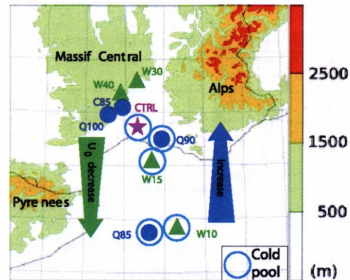 Massif Central
W30
W40
2500
Alps
C85
CTRL
Q100
Q90
1500
U0 decrease
increase
W15
Pyrenees
500
Q85
W10
Cold
pool
(m)